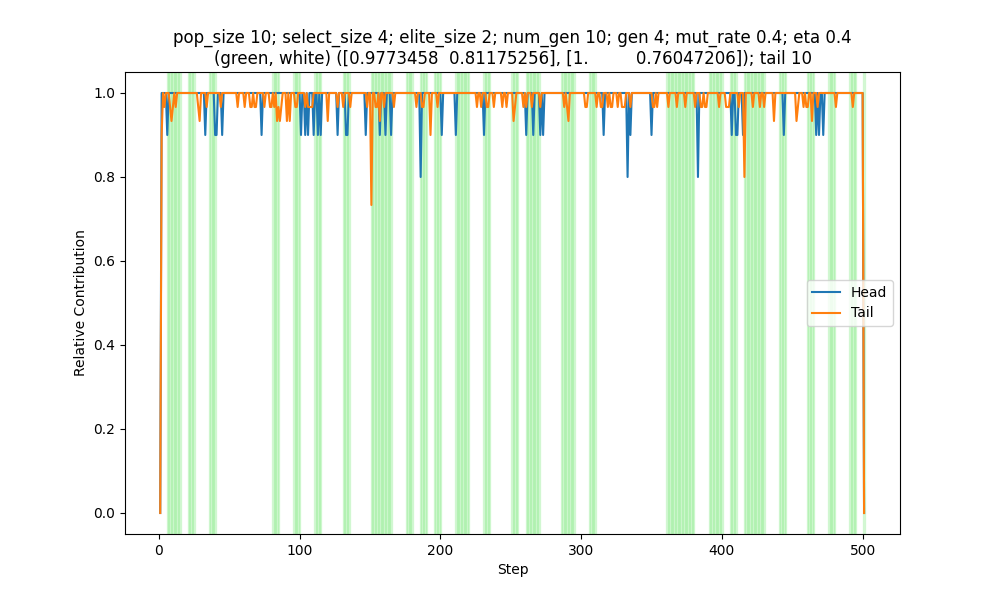 pop_size 10; select_size 4; elite_size 2; num_gen 10; gen 4; mut_rate 0.4; eta 0.4
(green, white) ([0.9773458  0.81175256], [1.          0.76047206]); tail 10
1.0
0.8
0.6
0.4
0.2
0.0
Relative Contribution
Head
Tail
0
100
200
300
400
500
Step